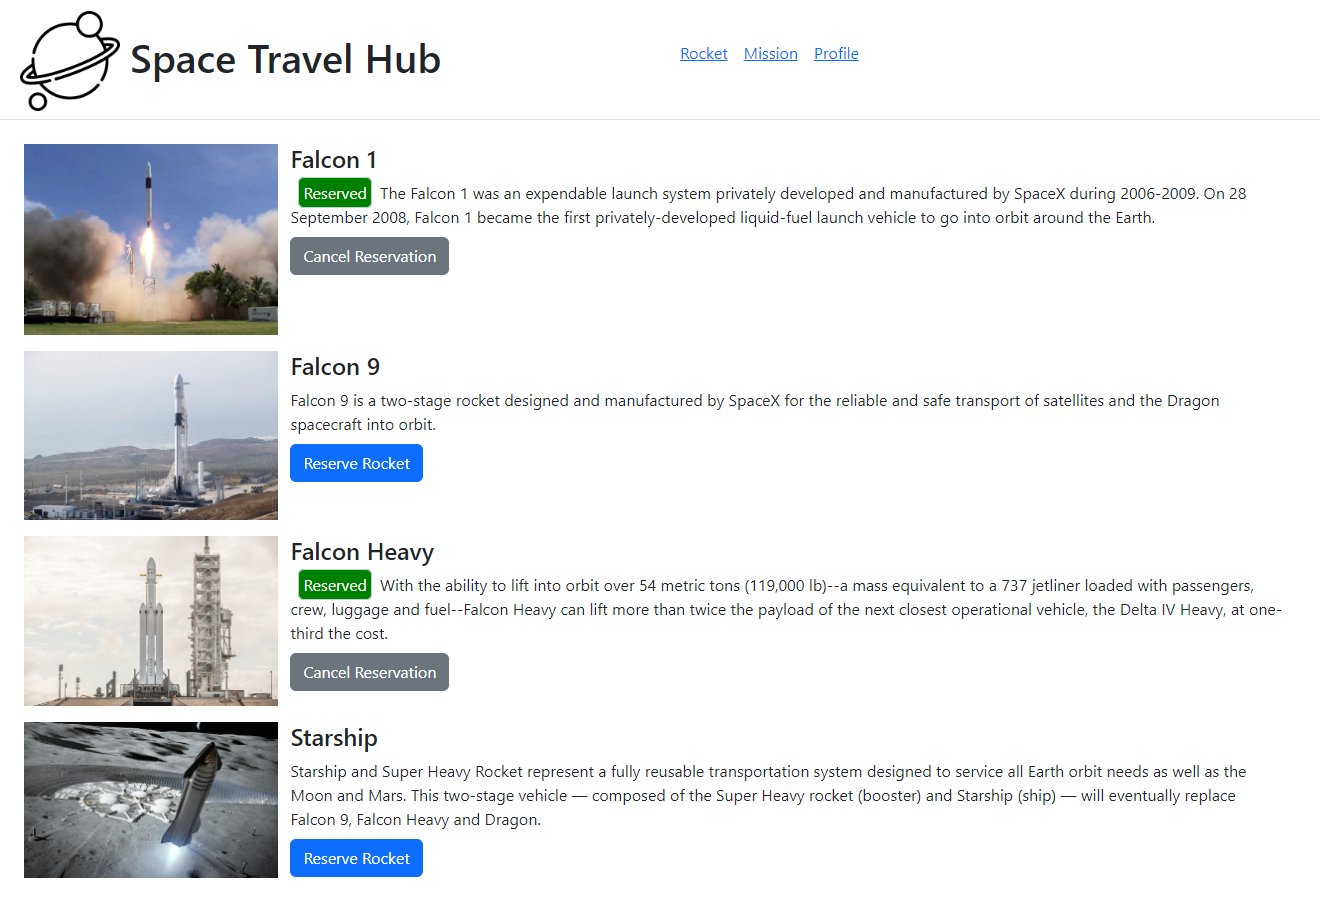 Space Travel Hub
Rocket Mission Profile
Falcon 1
Reserved The Falcon 1 was an expendable launch system privately developed and manufactured by SpaceX during 2006-2009. On 28
September 2008, Falcon 1 became the first privately-developed liquid-fuel launch vehicle to go into orbit around the Earth.
Cancel Reservation
Falcon 9
Falcon 9 is a two-stage rocket designed and manufactured by SpaceX for the reliable and safe transport of satellites and the Dragon
spacecraft into orbit.
Reserve Rocket
Falcon Heavy
Reserved With the ability to lift into orbit over 54 metric tons (119,000 lb)--a mass equivalent to a 737 jetliner loaded with passengers,
crew, luggage and fuel--Falcon Heavy can lift more than twice the payload of the next closest operational vehicle, the Delta IV Heavy, at one-
third the cost.
Cancel Reservation
Starship
Starship and Super Heavy Rocket represent a fully reusable transportation system designed to service all Earth orbit needs as well as the
Moon and Mars. This two-stage vehicle — composed of the Super Heavy rocket (booster) and Starship (ship) — will eventually replace
Falcon 9, Falcon Heavy and Dragon.
Reserve Rocket